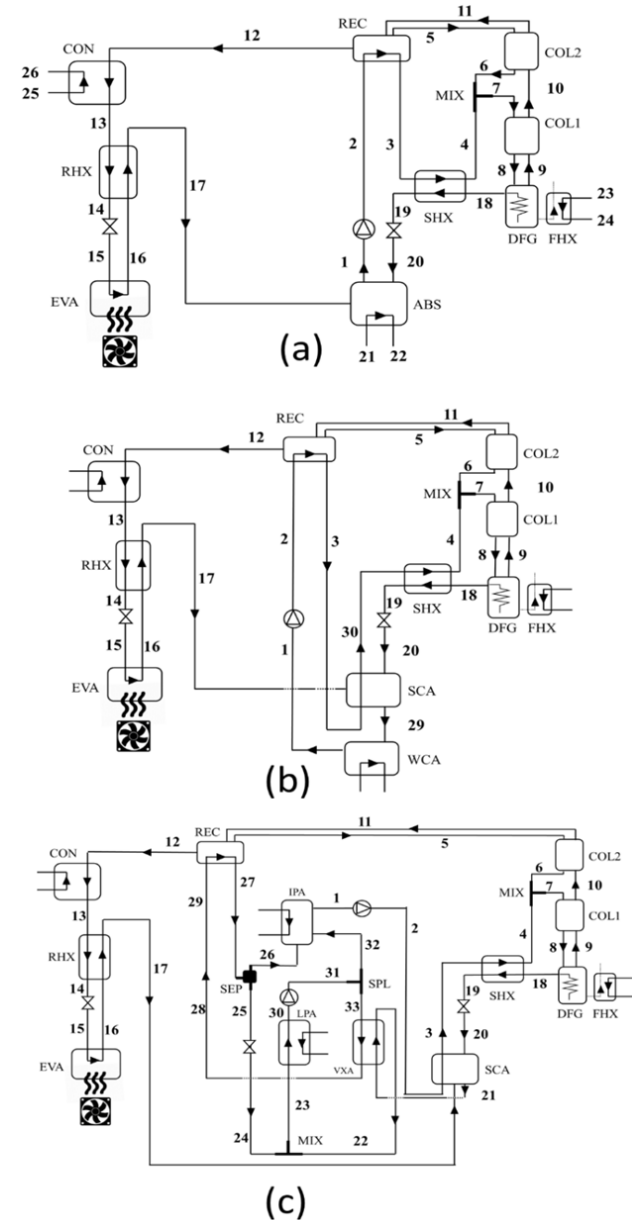 11
REC
CON
12
5
COL2
26
25
6
MIX
7
10
13
2
3
4
COL1
RHX
17
8
9
14
19
SHX
18
23
24
DFG
FHX
15
16
1
20
EVA
ABS
(a)
21
22
11
REC
12
5
CON
COL2
6
MIX
7
10
13
2
3
4
COL1
RHX
17
8
9
14
19
SHX
18
DFG
FHX
15
16
1
30
20
EVA
SCA
29
WCA
(b)
11
REC
12
5
CON
COL2
29
27
IPA
1
6
MIX
7
10
13
4
COL1
RHX
26
32
2
17
8
9
14
SEP
31
SPL
19
SHX
18
28
25
30
LPA
33
DFG
FHX
15
16
3
20
EVA
VXA
SCA
23
21
24
MIX
22
(c)